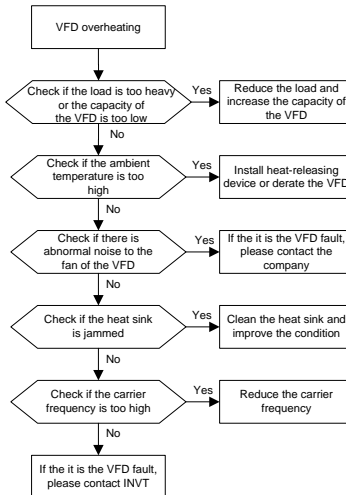 VFD overheating
Check if the load is too heavy
or the capacity of
the VFD is too low
Yes
Reduce the load and
increase the capacity of
the VFD
No
Check if the ambient
temperature is too
high
Yes
Install heat-releasing
device or derate the VFD
No
Check if there is
abnormal noise to the
fan of the VFD
Yes
If the it is the VFD fault,
please contact the
company
No
Check if the heat sink
is jammed
Yes
Clean the heat sink and
improve the condition
No
Check if the carrier
frequency is too high
Yes
Reduce the carrier
frequency
No
If the it is the VFD fault,
please contact INVT